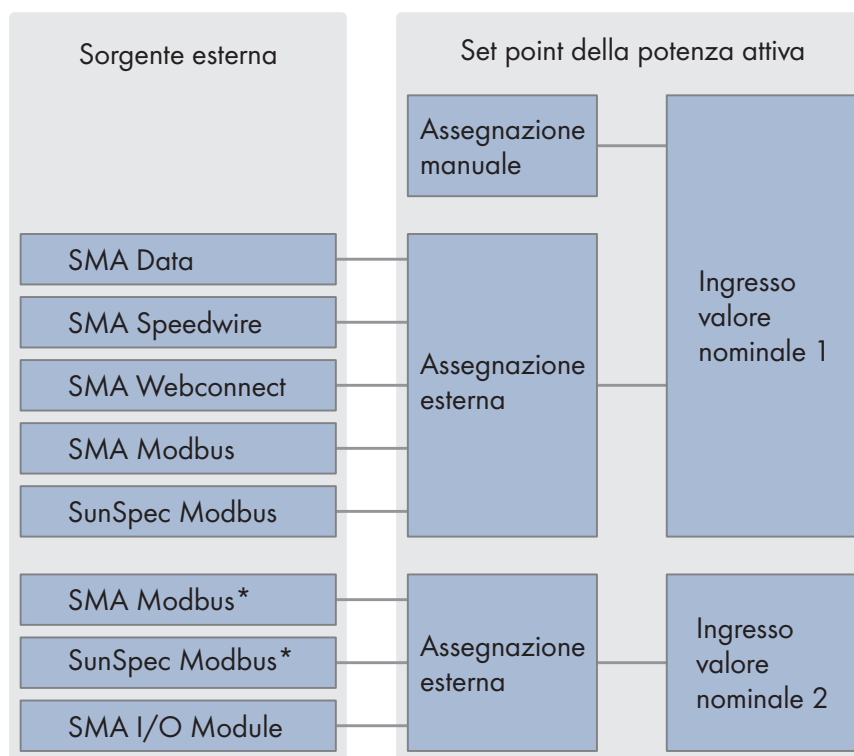 Sorgente esterna
Set point della potenza attiva
Assegnazione
manuale
SMA Data
SMA Speedwire
SMA Webconnect
SMA Modbus
SunSpec Modbus
Assegnazione
esterna
Ingresso
valore
nominale 1
SMA Modbus*
SunSpec Modbus*
SMA I/O Module
Assegnazione
esterna
Ingresso
valore
nominale 2